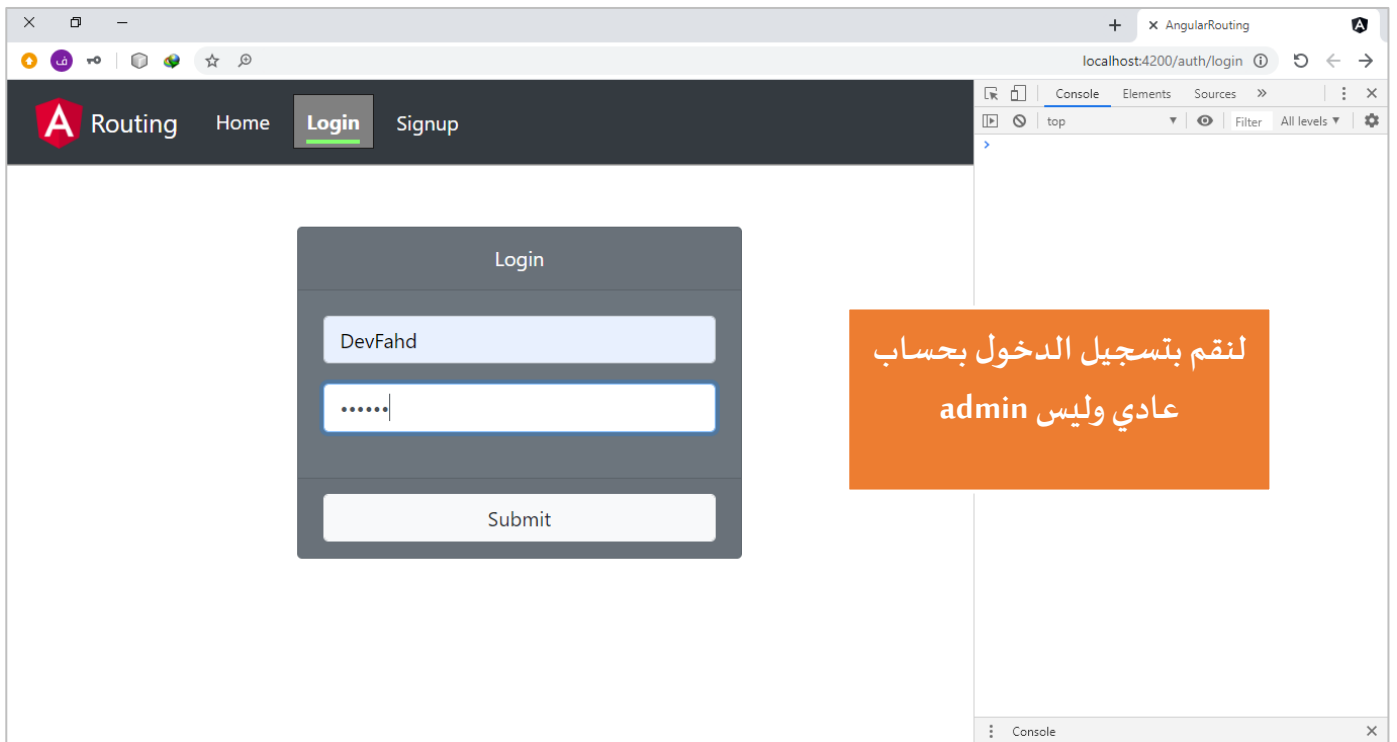 AngularRouting
localhost:4200/auth/login
ف
Routing Home Login Signup
Console Elements Sources
top Filter All levels
Login
DevFahd
••••••
Submit
لنقم بتسجيل الدخول بحساب
عادي وليس admin
Console